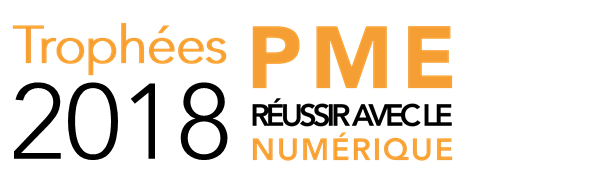 Trophées
2018
PME
RÉUSSIR AVEC LE
NUMÉRIQUE